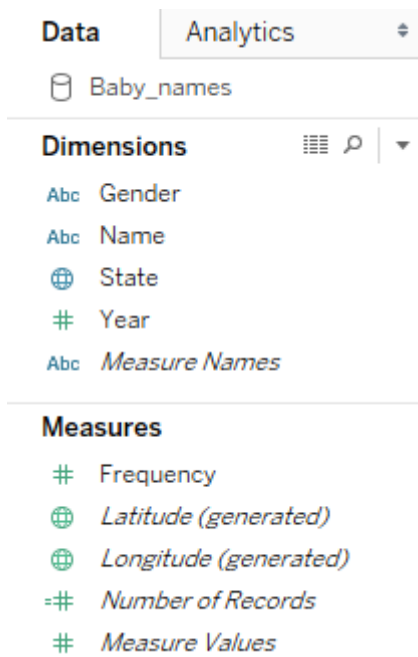 Data Analytics
Baby_names
Dimensions
Abc Gender
Abc Name
State
# Year
Abc Measure Names
Measures
# Frequency
Latitude (generated)
Longitude (generated)
=# Number of Records
# Measure Values